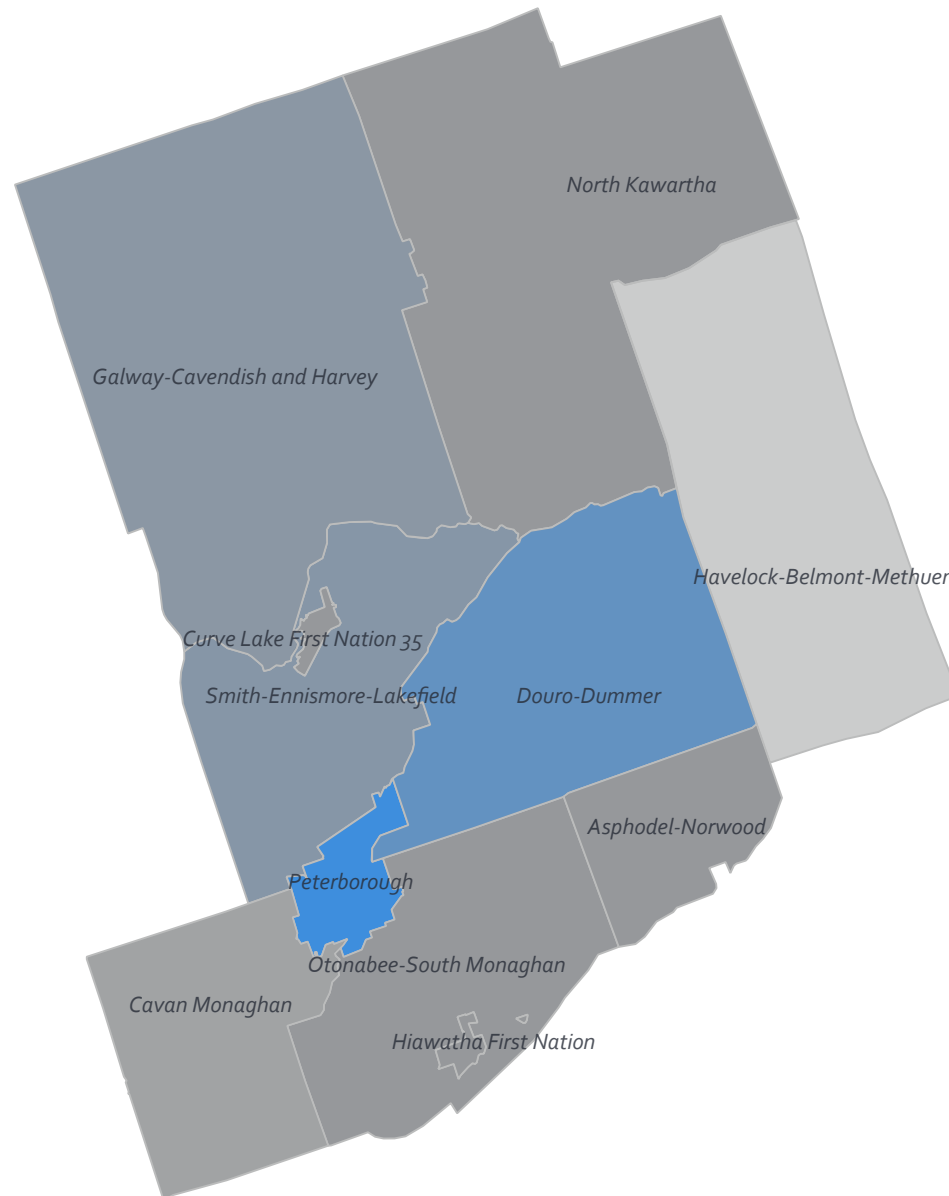 North Kawartha
Galway-Cavendish and Harvey
Havelock-Belmont-Methuen
Curve Lake First Nation 35
Smith-Ennismore-Lakefield
Douro-Dummer
Asphodel-Norwood
Peterborough
Otonabee-South Monaghan
Cavan Monaghan
Hiawatha First Nation